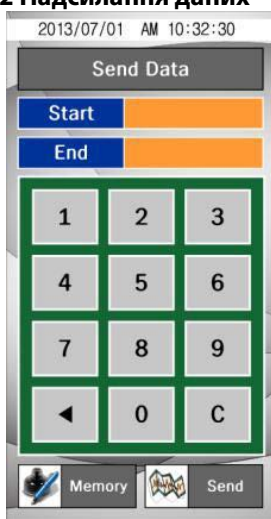 2 Надсилання даних
2013/07/01 AM 10:32:30
Send Data
Start
End
1 2 3
4 5 6
7 8 9
◀ 0 C
Memory Send